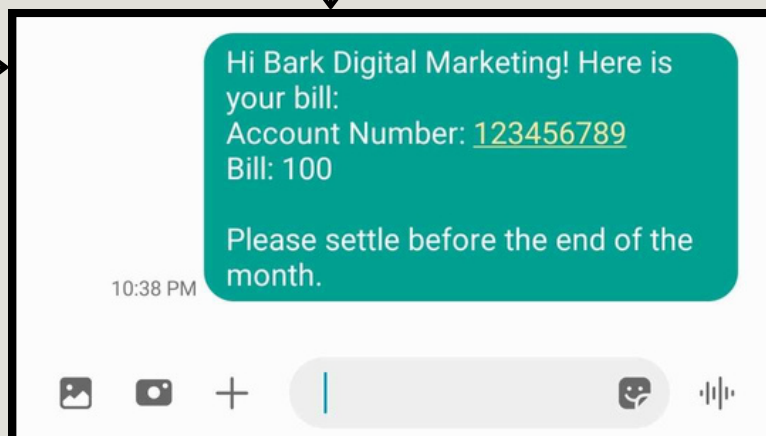 Hi Bark Digital Marketing! Here is
your bill:
Account Number: 123456789
Bill: 100
Please settle before the end of the
month.
10:38 PM